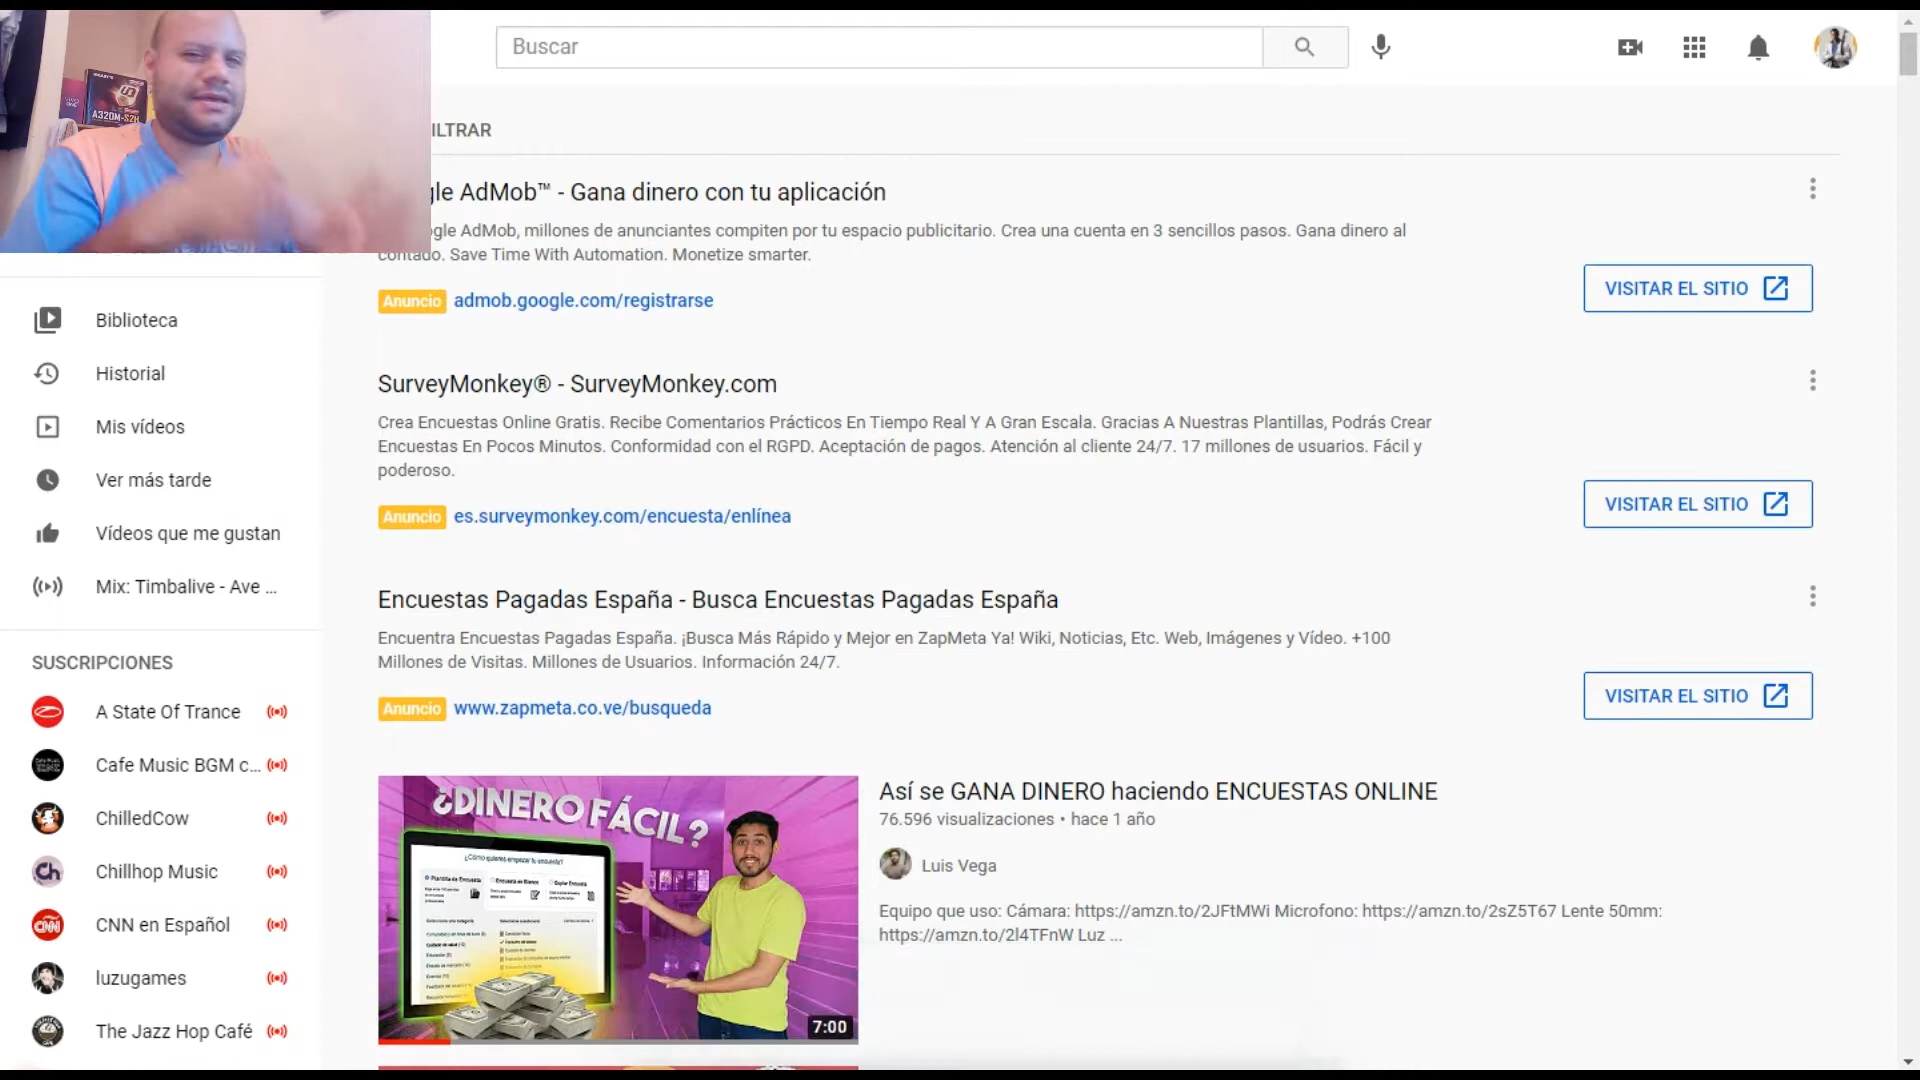 GIGABYTE
A320M-S2H
Buscar
ILTRAR
gle AdMob™ - Gana dinero con tu aplicación
ogle AdMob, millones de anunciantes compiten por tu espacio publicitario. Crea una cuenta en 3 sencillos pasos. Gana dinero al
contado. Save Time With Automation. Monetize smarter.
Anuncio admob.google.com/registrarse
VISITAR EL SITIO
SurveyMonkey® - SurveyMonkey.com
Crea Encuestas Online Gratis. Recibe Comentarios Prácticos En Tiempo Real Y A Gran Escala. Gracias A Nuestras Plantillas, Podrás Crear
Encuestas En Pocos Minutos. Conformidad con el RGPD. Aceptación de pagos. Atención al cliente 24/7. 17 millones de usuarios. Fácil y
poderoso.
Anuncio es.surveymonkey.com/encuesta/enlínea
VISITAR EL SITIO
Encuestas Pagadas España - Busca Encuestas Pagadas España
Encuentra Encuestas Pagadas España. ¡Busca Más Rápido y Mejor en ZapMeta Ya! Wiki, Noticias, Etc. Web, Imágenes y Vídeo. +100
Millones de Visitas. Millones de Usuarios. Información 24/7.
Anuncio www.zapmeta.co.ve/busqueda
VISITAR EL SITIO
¿DINERO FÁCIL?
¿Cómo quieres empezar tu encuesta?
7:00
Así se GANA DINERO haciendo ENCUESTAS ONLINE
76.596 visualizaciones • hace 1 año
Luis Vega
Equipo que uso: Cámara: https://amzn.to/2JFtMWi Microfono: https://amzn.to/2sZ5T67 Lente 50mm:
https://amzn.to/2l4TFnW Luz ...
Biblioteca
Historial
Mis vídeos
Ver más tarde
Vídeos que me gustan
Mix: Timbalive - Ave ...
SUSCRIPCIONES
A State Of Trance
Cafe Music BGM c...
ChilledCow
Chillhop Music
CNN en Español
luzugames
The Jazz Hop Café